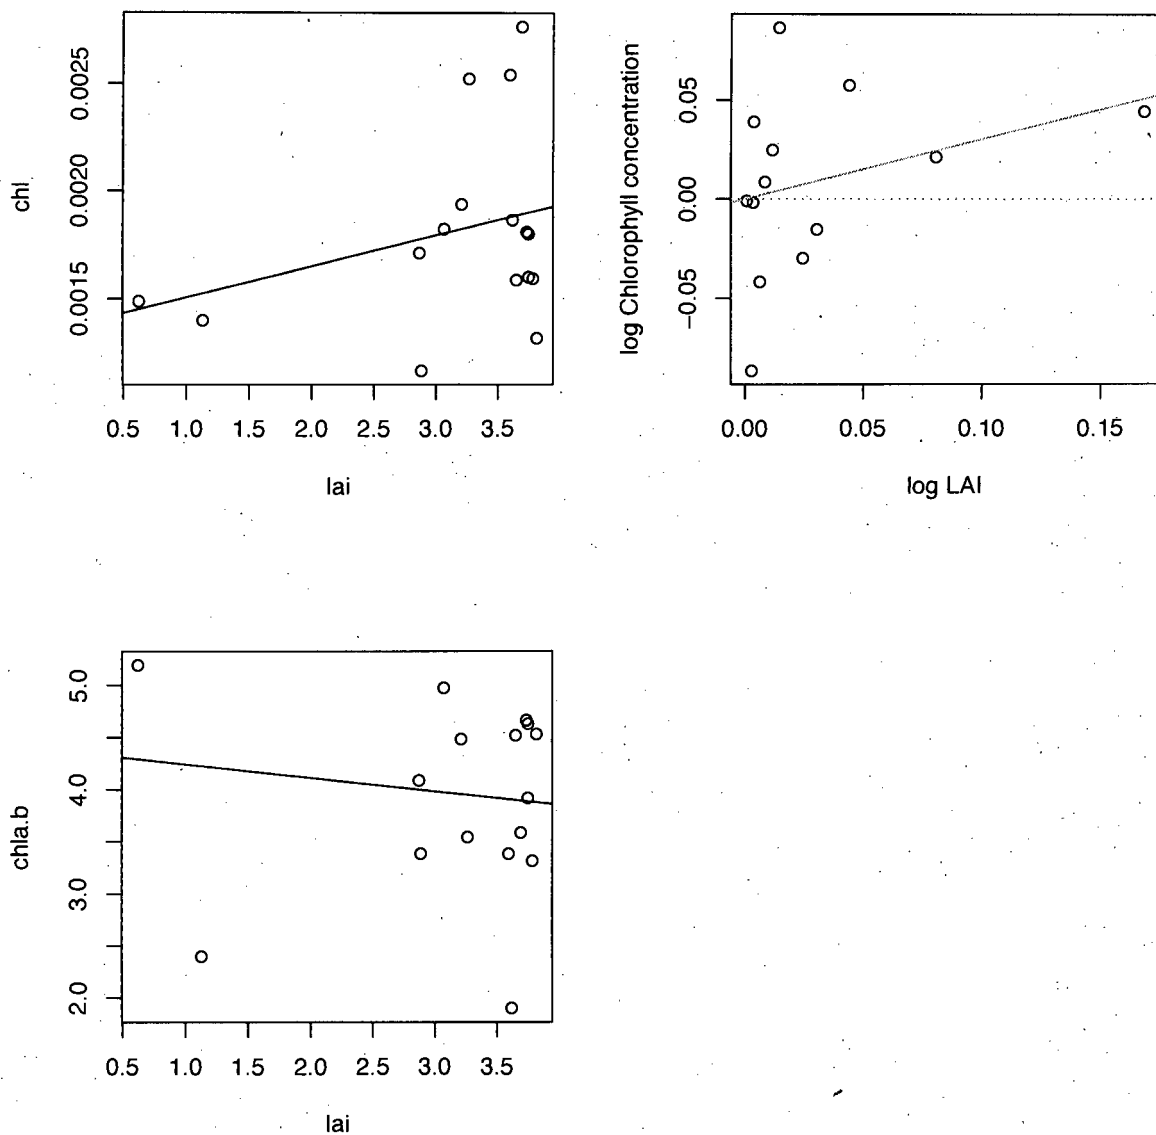 chl
0.0015 0.0020 0.0025
0.5 1.0 1.5 2.0 2.5 3.0 3.5
lai
log Chlorophyll concentration
−0.05 0.00 0.05
0.00 0.05 0.10 0.15
log LAI
chla.b
2.0 3.0 4.0 5.0
0.5 1.0 1.5 2.0 2.5 3.0 3.5
lai